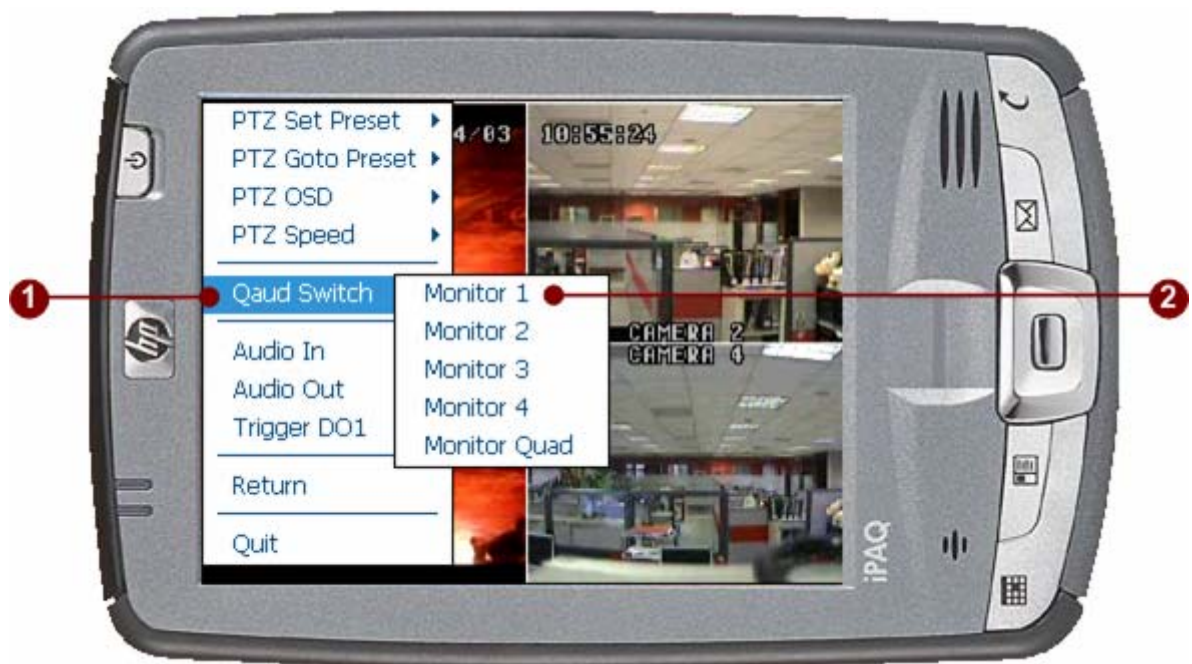 PTZ Set Preset
PTZ Goto Preset
PTZ OSD
PTZ Speed
Qaud Switch
Audio In
Audio Out
Trigger DO1
Return
Quit
Monitor 1
Monitor 2
Monitor 3
Monitor 4
Monitor Quad
4/03 10:55:24
CAMERA 2
CAMERA 4
1
2
hp
iPAQ